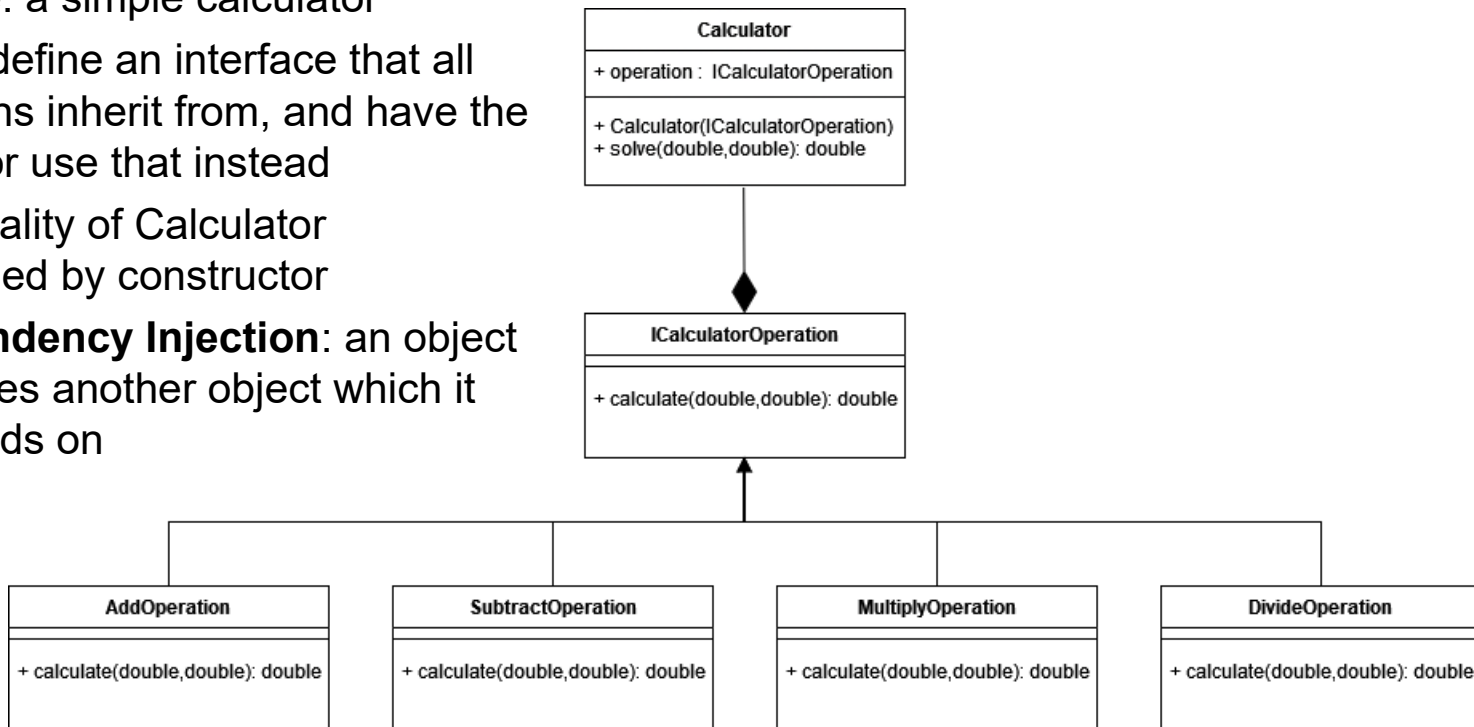 : a simple calculator
define an interface that all
ns inherit from, and have the
or use that instead
ality of Calculator
ed by constructor
ndency Injection: an object
es another object which it
ds on
Calculator
+ operation : ICalculatorOperation
+ Calculator(ICalculatorOperation)
+ solve(double,double): double
ICalculatorOperation
+ calculate(double,double): double
AddOperation
+ calculate(double,double): double
SubtractOperation
+ calculate(double,double): double
MultiplyOperation
+ calculate(double,double): double
DivideOperation
+ calculate(double,double): double